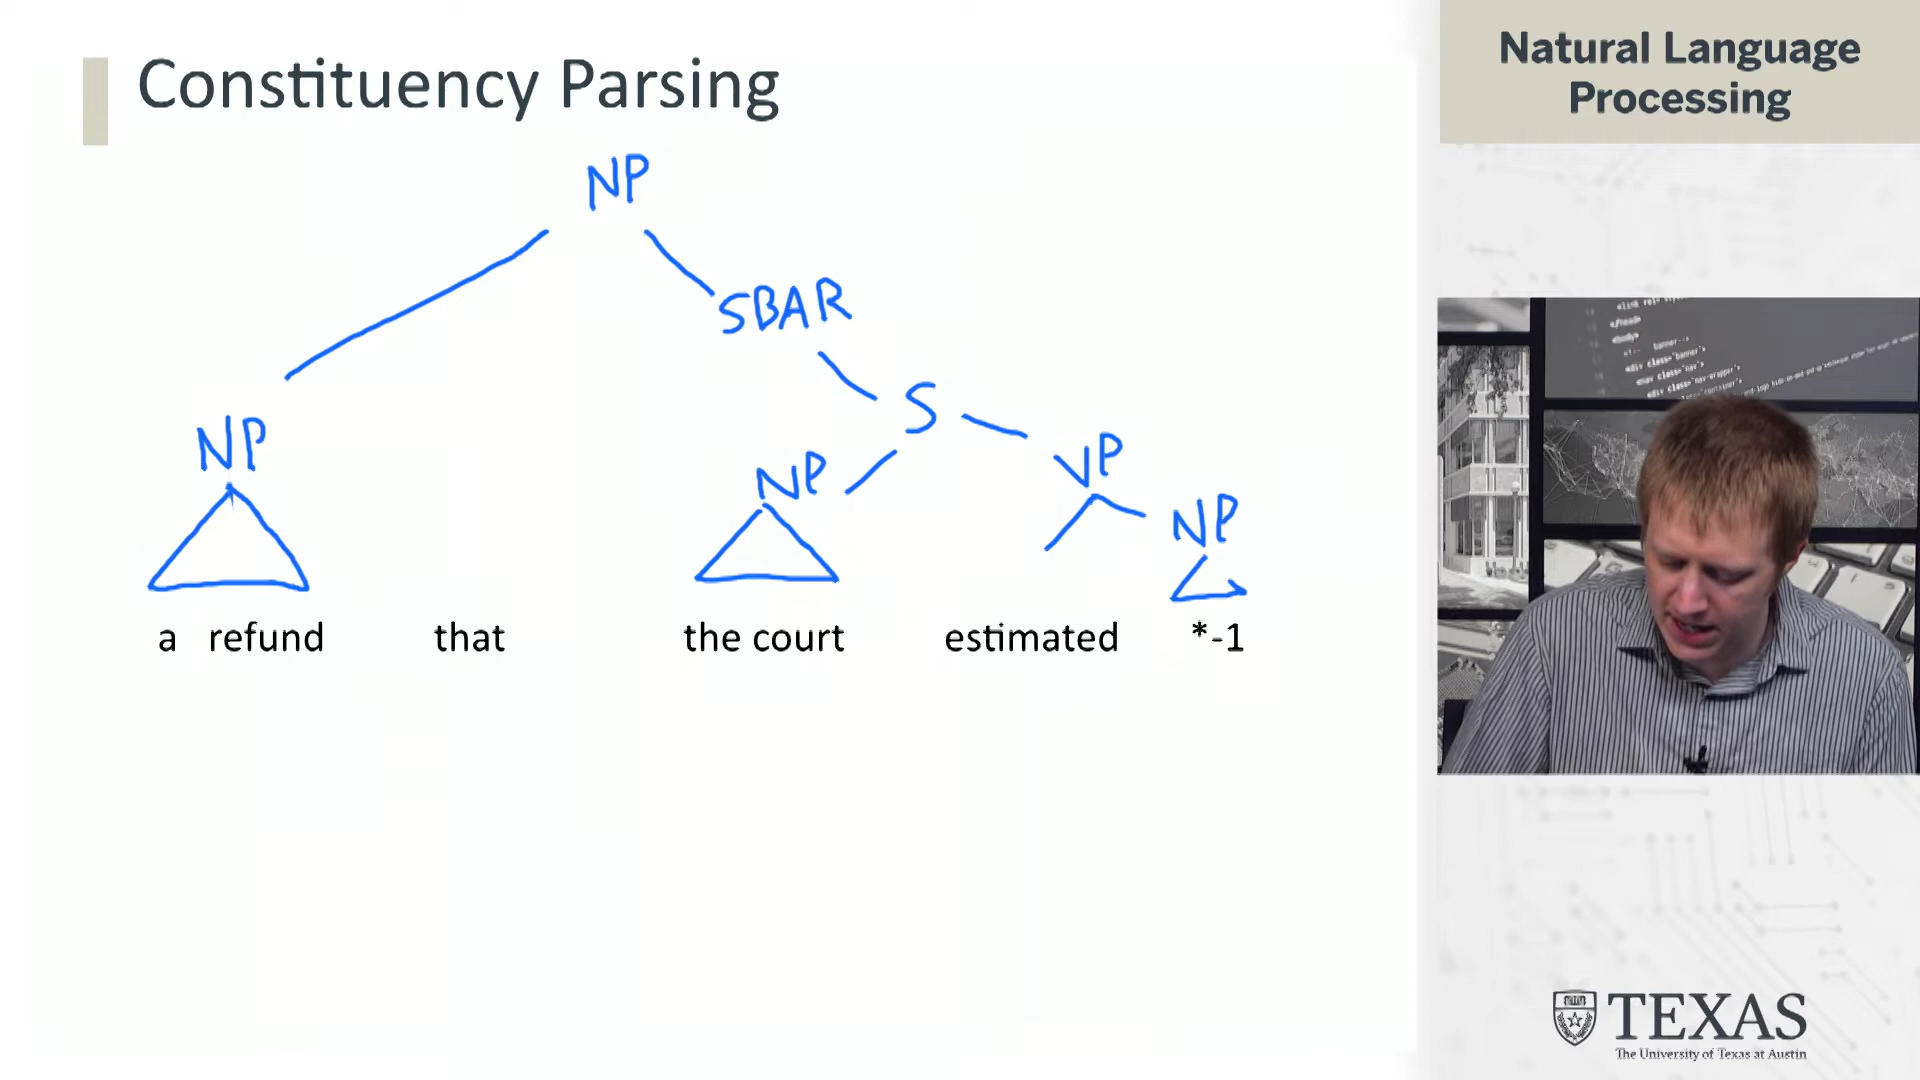 Constituency Parsing
Natural Language
Processing
NP
SBAR
S
NP
NP
VP
NP
a refund that the court estimated *-1
TEXAS
The University of Texas at Austin